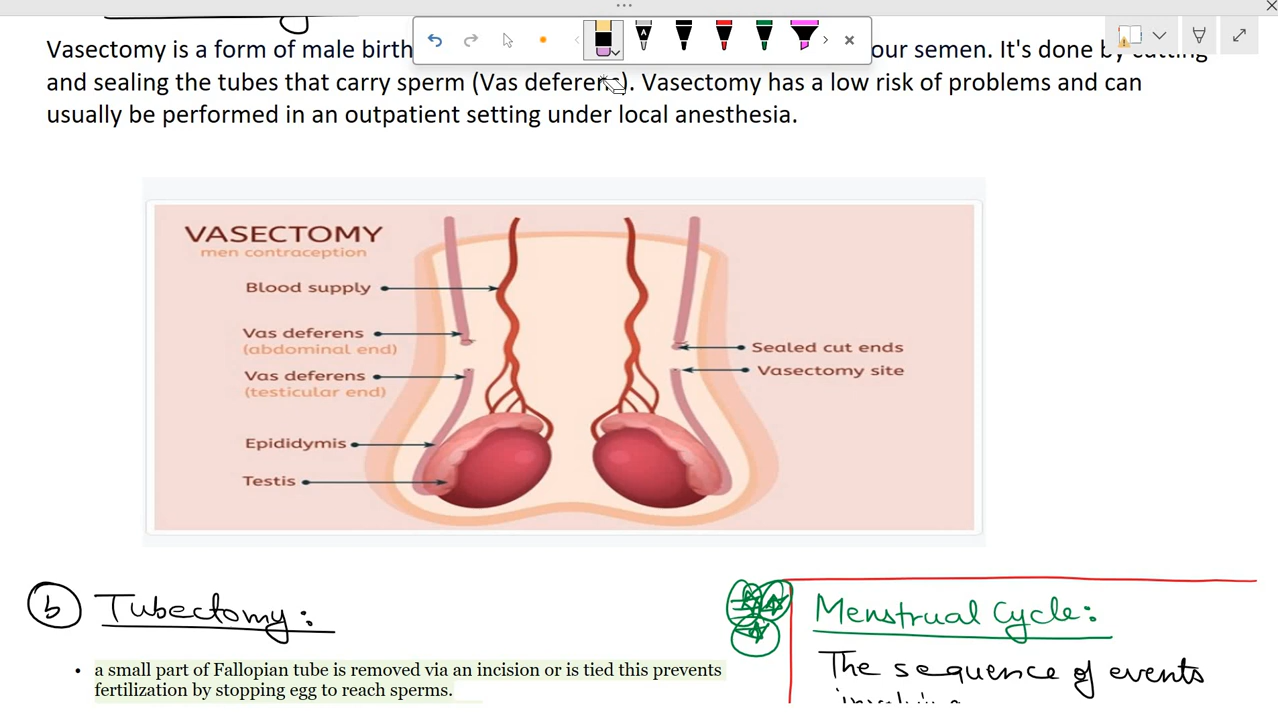 Vasectomy is a form of male birth our semen. It's done by cutting
and sealing the tubes that carry sperm (Vas deferens). Vasectomy has a low risk of problems and can
usually be performed in an outpatient setting under local anesthesia.
VASECTOMY
men contraception
Blood supply
Vas deferens
(abdominal end)
Vas deferens
(testicular end)
Epididymis
Testis
Sealed cut ends
Vasectomy site
b Tubectomy:
• a small part of Fallopian tube is removed via an incision or is tied this prevents
fertilization by stopping egg to reach sperms.
Menstrual Cycle:
The sequence of events